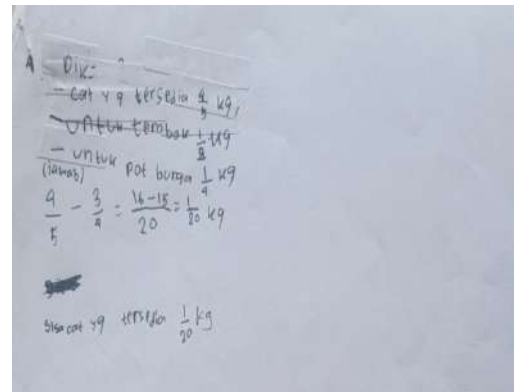 A Dik:
- cat yg tersedia 4/5 kg,
- untuk tembok 1/2 kg
- untuk pot bunga 1/4 kg
(jawab)
4/5 - 3/4 = 16-15/20 = 1/20 kg
sisa cat yg tersedia 1/20 kg